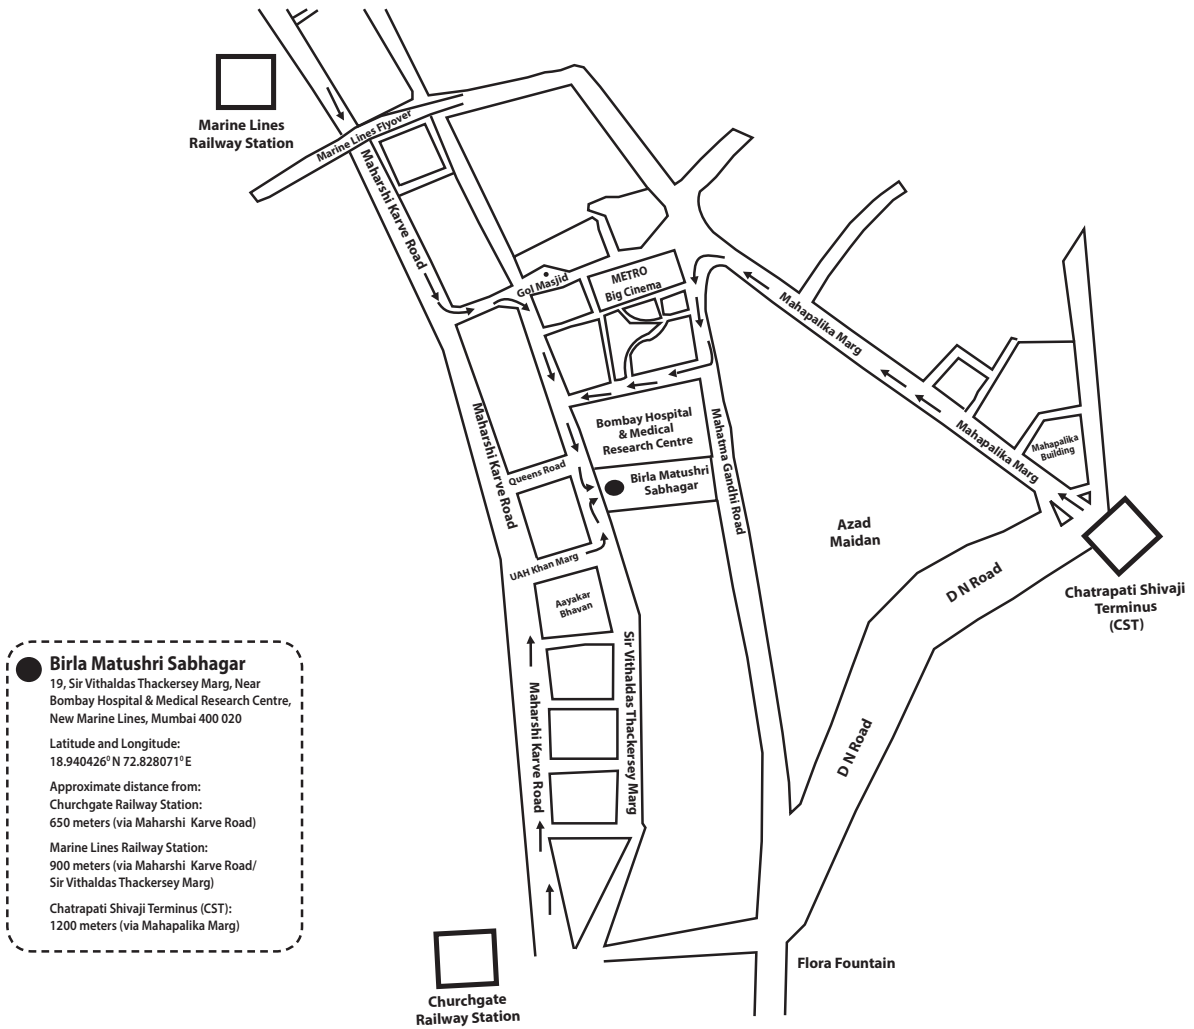 Marine Lines
Railway Station
Marine Lines Flyover
Maharshi Karve Road
Gol Masjid
METRO
Big Cinema
Mahapalika Marg
Mahapalika Marg
Mahapalika
Building
Bombay Hospital
& Medical
Research Centre
Maharshi Karve Road
Queens Road
Birla Matushri
Sabhagar
Mahatma Gandhi Road
Azad
Maidan
UAH Khan Marg
Aayakar
Bhavan
D N Road
Chatrapati Shivaji
Terminus
(CST)
Sir Vithaldas Thackersey Marg
Maharshi Karve Road
D N Road
Birla Matushri Sabhagar
19, Sir Vithaldas Thackersey Marg, Near
Bombay Hospital & Medical Research Centre,
New Marine Lines, Mumbai 400 020
Latitude and Longitude:
18.940426⁰ N 72.828071⁰ E
Approximate distance from:
Churchgate Railway Station:
650 meters (via Maharshi Karve Road)
Marine Lines Railway Station:
900 meters (via Maharshi Karve Road/
Sir Vithaldas Thackersey Marg)
Chatrapati Shivaji Terminus (CST):
1200 meters (via Mahapalika Marg)
Flora Fountain
Churchgate
Railway Station